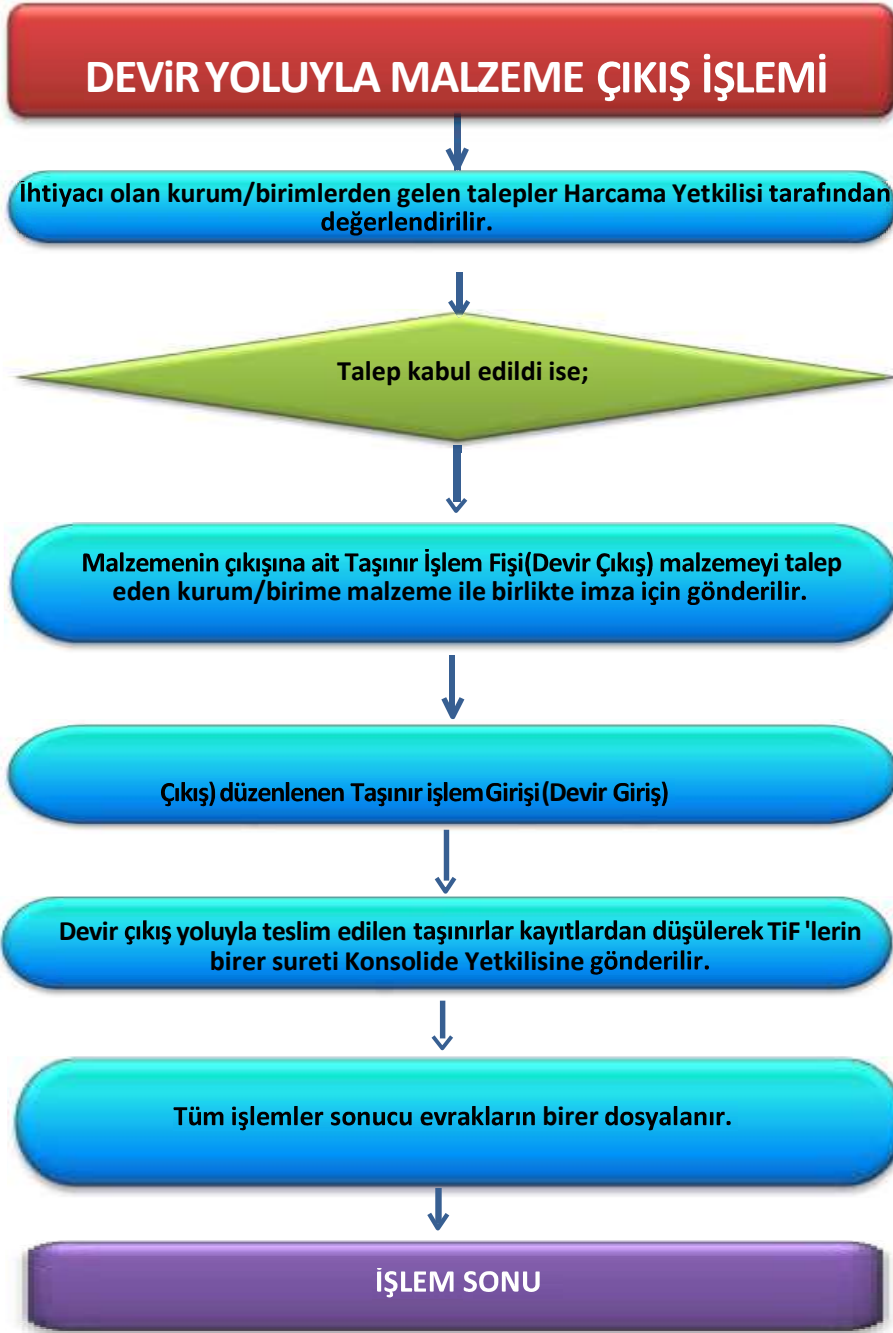 DEViR YOLUYLA MALZEME ÇIKIŞ İŞLEMİ
İhtiyacı olan kurum/birimlerden gelen talepler Harcama Yetkilisi tarafından
değerlendirilir.
Talep kabul edildi ise;
Malzemenin çıkışına ait Taşınır İşlem Fişi(Devir Çıkış) malzemeyi talep
eden kurum/birime malzeme ile birlikte imza için gönderilir.
Çıkış) düzenlenen Taşınır işlem Girişi (Devir Giriş)
Devir çıkış yoluyla teslim edilen taşınırlar kayıtlardan düşülerek TiF 'lerin
birer sureti Konsolide Yetkilisine gönderilir.
Tüm işlemler sonucu evrakların birer dosyalanır.
İŞLEM SONU